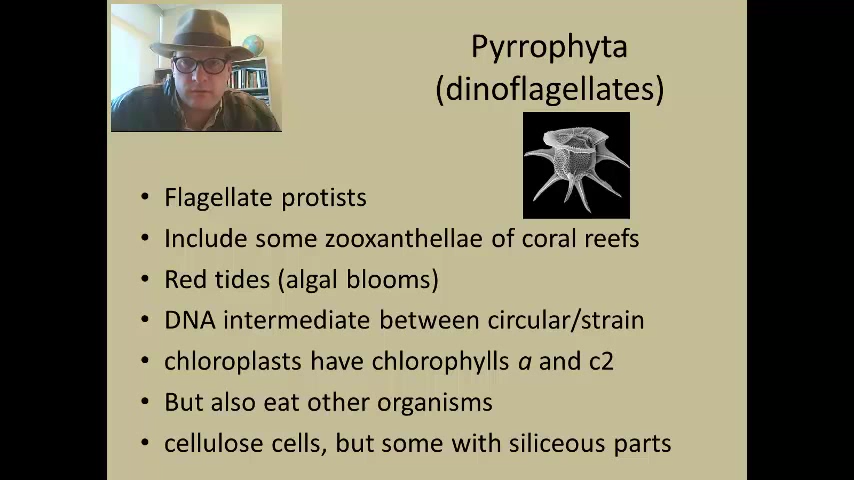 Pyrrophyta
(dinoflagellates)
• Flagellate protists
• Include some zooxanthellae of coral reefs
• Red tides (algal blooms)
• DNA intermediate between circular/strain
• chloroplasts have chlorophylls a and c2
• But also eat other organisms
• cellulose cells, but some with siliceous parts